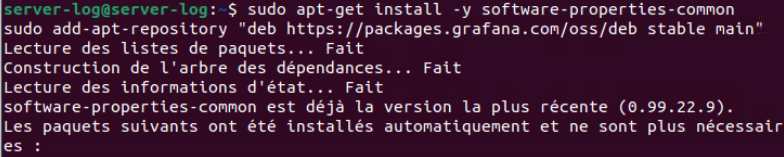 server-log@server-log:~$ sudo apt-get install -y software-properties-common
sudo add-apt-repository "deb https://packages.grafana.com/oss/deb stable main"
Lecture des listes de paquets... Fait
Construction de l'arbre des dépendances... Fait
Lecture des informations d'état... Fait
software-properties-common est déjà la version la plus récente (0.99.22.9).
Les paquets suivants ont été installés automatiquement et ne sont plus nécessair
es :